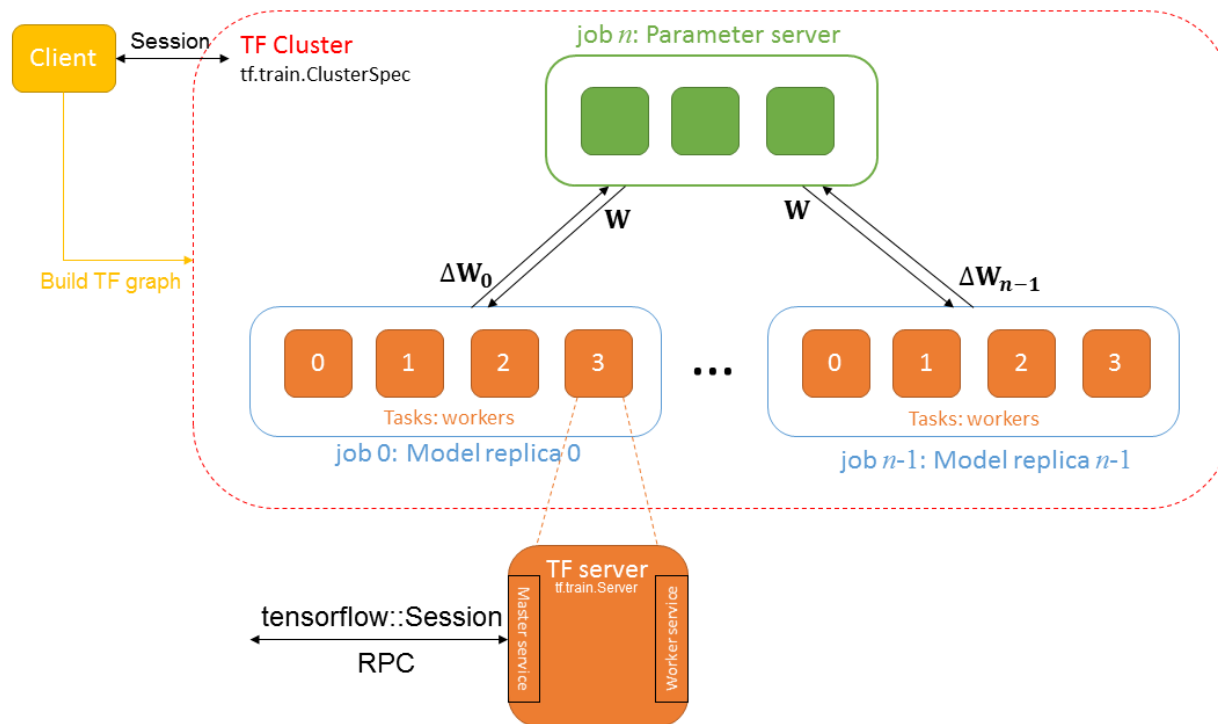 Client
Session
TF Cluster
tf.train.ClusterSpec
job n: Parameter server
Build TF graph
W
W
ΔW₀
ΔWₙ₋₁
0
1
2
3
Tasks: workers
job 0: Model replica 0
...
0
1
2
3
Tasks: workers
job n-1: Model replica n-1
TF server
tf.train.Server
Master service
Worker service
tensorflow::Session
RPC